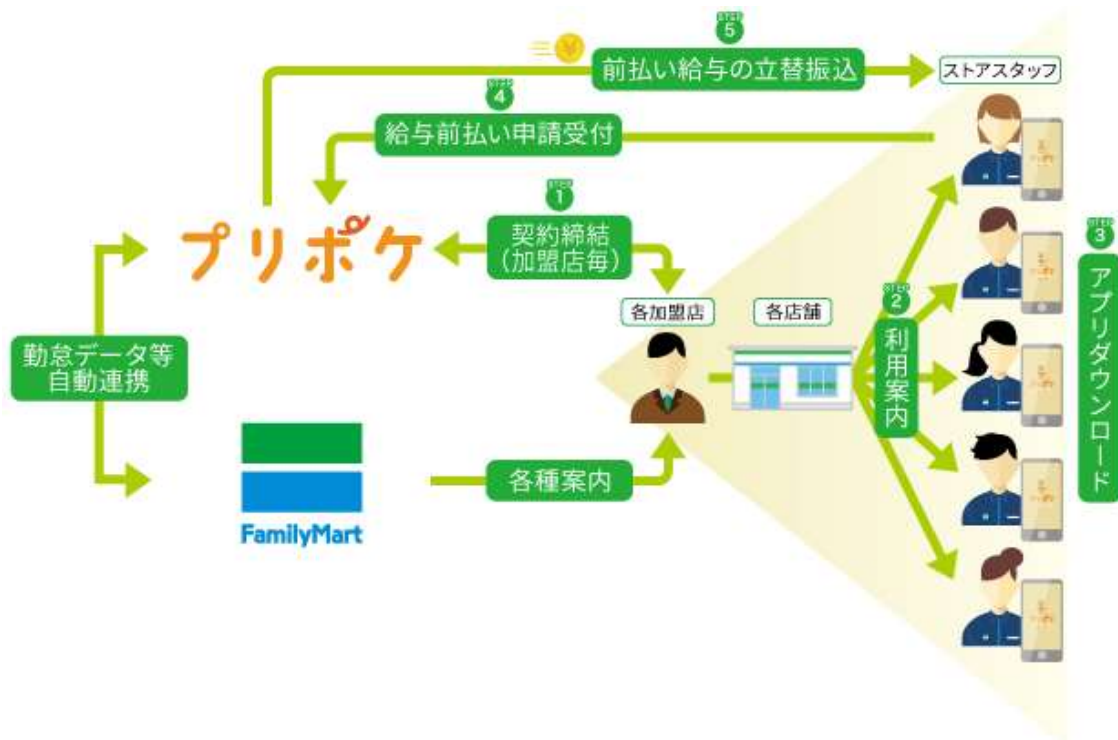 STEP
5
前払い給与の立替振込
ストアスタッフ
STEP
4
給与前払い申請受付
STEP
1
契約締結
（加盟店毎）
プリポケ
各加盟店
各店舗
STEP
2
利用案内
STEP
3
アプリダウンロード
勤怠データ等
自動連携
FamilyMart
各種案内